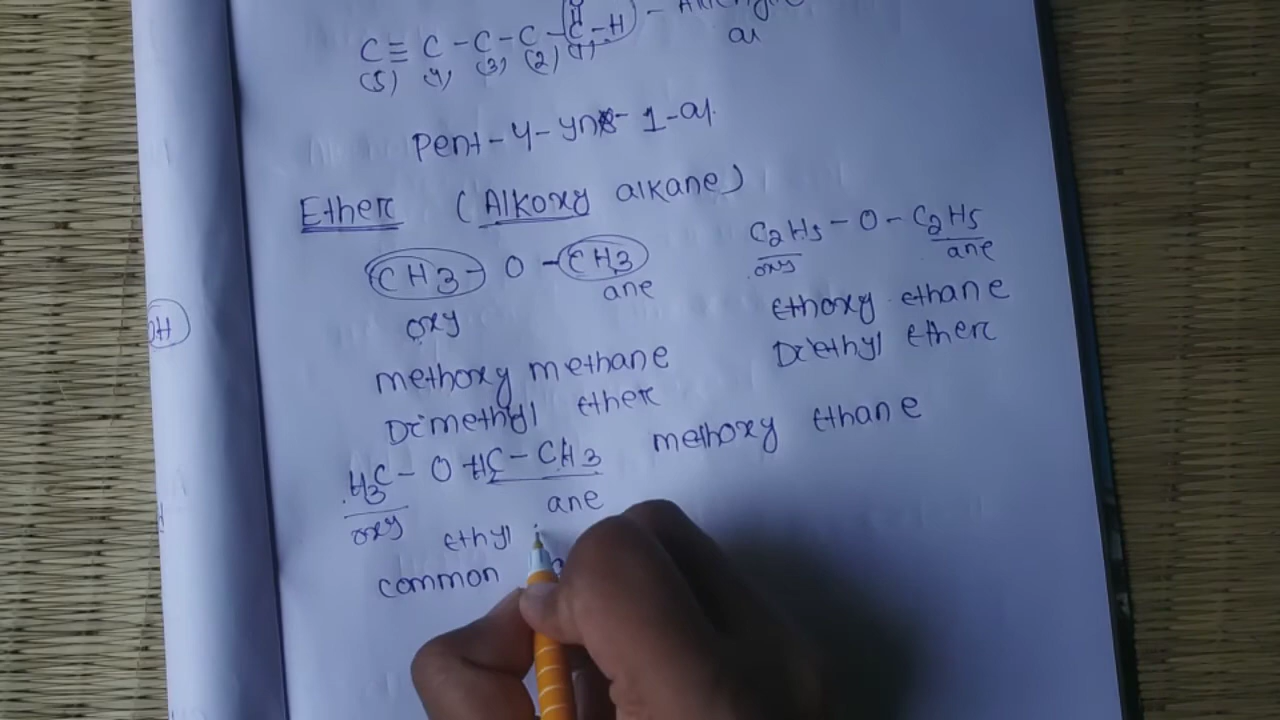 C≡C-C-C-C-H -
(5) (4) (3) (2) (1) al
Pent-4-yne-1-al.
Ether (Alkoxy alkane)
CH3 - O - CH3
oxy ane
methoxy methane
Dimethyl ether
C2H5 - O - C2H5
oxy ane
Ethoxy ethane
Diethyl ether
H3C - O HC - CH3 methoxy ethane
oxy ane
ethyl
common